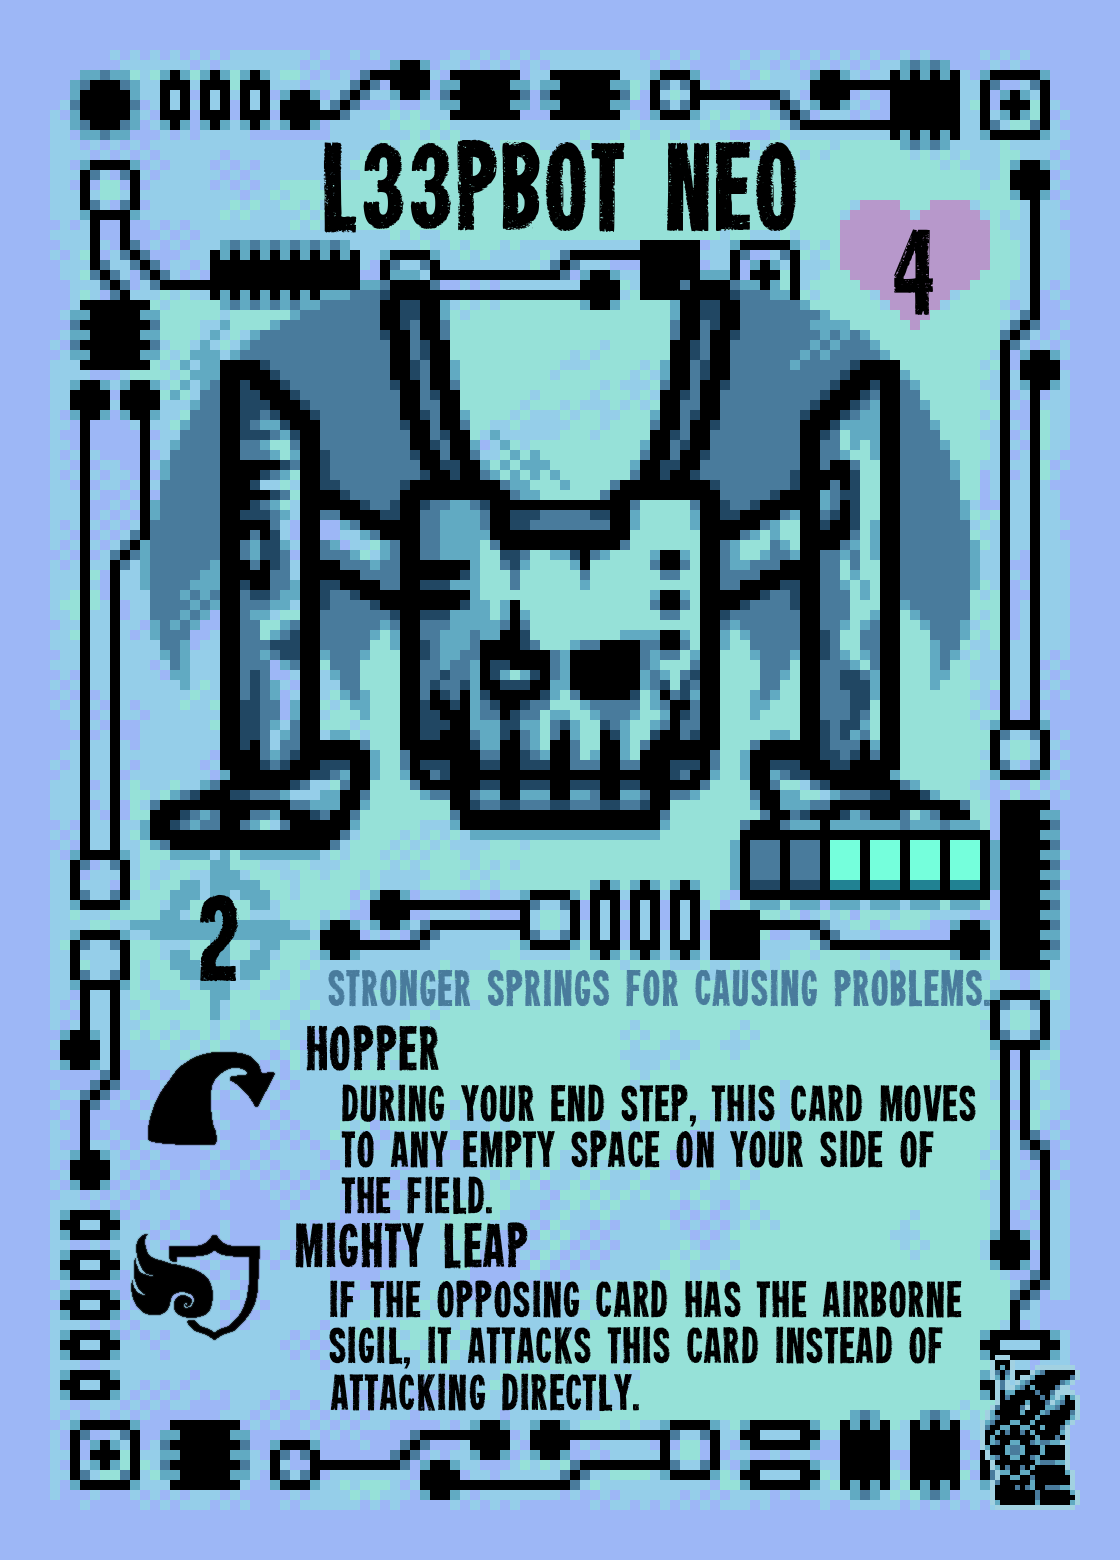 L33PBOT NEO
4
2
STRONGER SPRINGS FOR CAUSING PROBLEMS.
HOPPER
DURING YOUR END STEP, THIS CARD MOVES
TO ANY EMPTY SPACE ON YOUR SIDE OF
THE FIELD.
MIGHTY LEAP
IF THE OPPOSING CARD HAS THE AIRBORNE
SIGIL, IT ATTACKS THIS CARD INSTEAD OF
ATTACKING DIRECTLY.